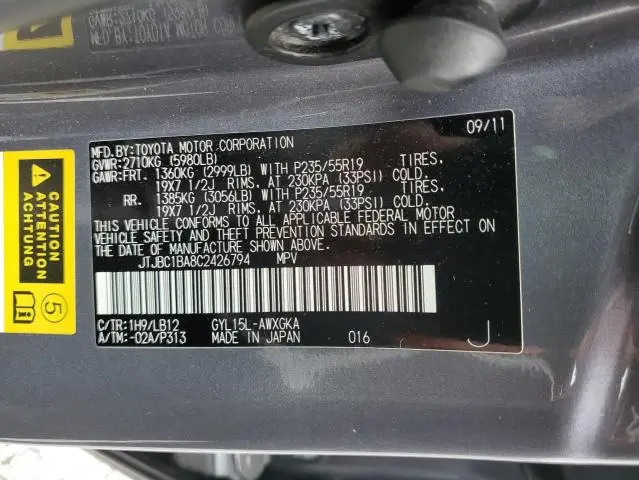 MFD.BY:TOYOTA MOTOR CORPORATION 09/11
GVWR:2710KG (5980LB)
GAWR:FRT. 1360KG (2999LB) WITH P235/55R19 TIRES,
19X7 1/2J RIMS, AT 230KPA (33PSI) COLD.
RR. 1385KG (3056LB) WITH P235/55R19 TIRES,
19X7 1/2J RIMS, AT 230KPA (33PSI) COLD.
THIS VEHICLE CONFORMS TO ALL APPLICABLE FEDERAL MOTOR
VEHICLE SAFETY AND THEFT PREVENTION STANDARDS IN EFFECT ON
THE DATE OF MANUFACTURE SHOWN ABOVE.
JTJBC1BA8C2426794 MPV
C/TR:1H9/LB12 GYL15L-AWXGKA
A/TM:-02A/P313 MADE IN JAPAN 016 J
CAUTION
ATTENTION
ACHTUNG
5